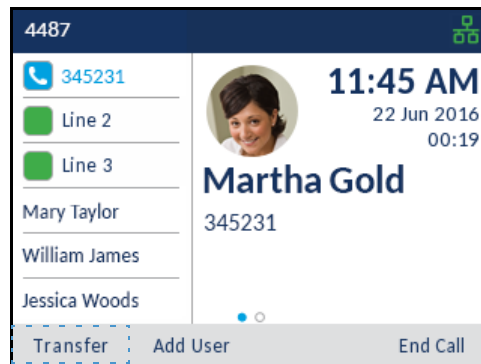 4487
345231
Line 2
Line 3
Mary Taylor
William James
Jessica Woods
11:45 AM
22 Jun 2016
00:19
Martha Gold
345231
Transfer
Add User
End Call